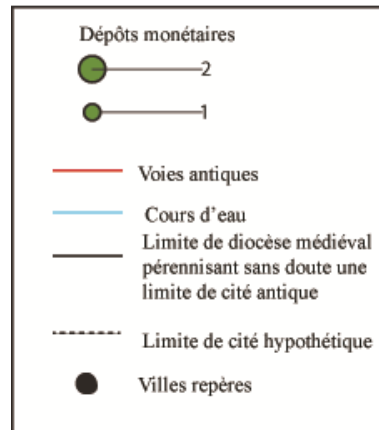 Dépôts monétaires
2
1
Voies antiques
Cours d'eau
Limite de diocèse médiéval
pérennisant sans doute une
limite de cité antique
Limite de cité hypothétique
Villes repères